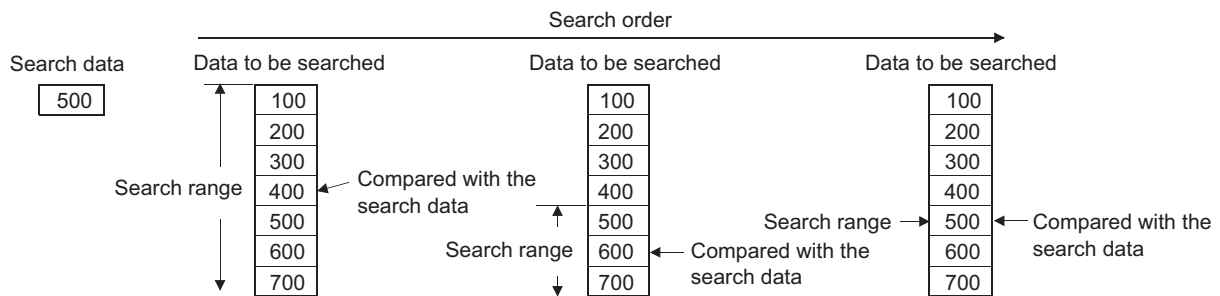 Search order
Search data
500
Data to be searched
100
200
300
400
500
600
700
Search range
Compared with the
search data
Data to be searched
100
200
300
400
500
600
700
Search range
Compared with the
search data
Data to be searched
100
200
300
400
500
600
700
Search range
Compared with the
search data